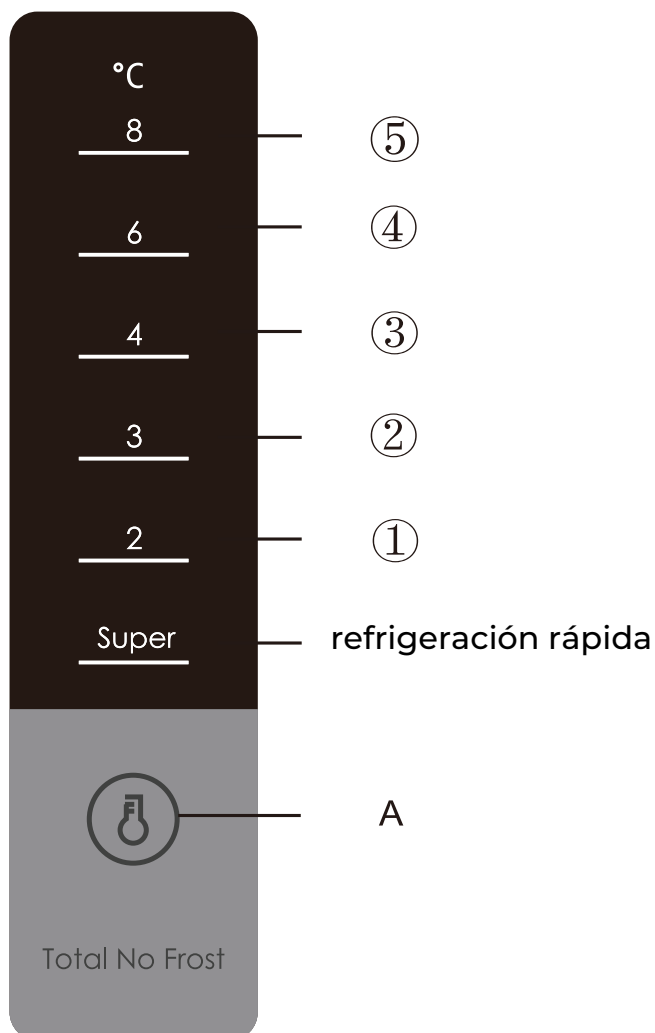 °C
8 ⑤
6 ④
4 ③
3 ②
2 ①
Super refrigeración rápida
F A
Total No Frost